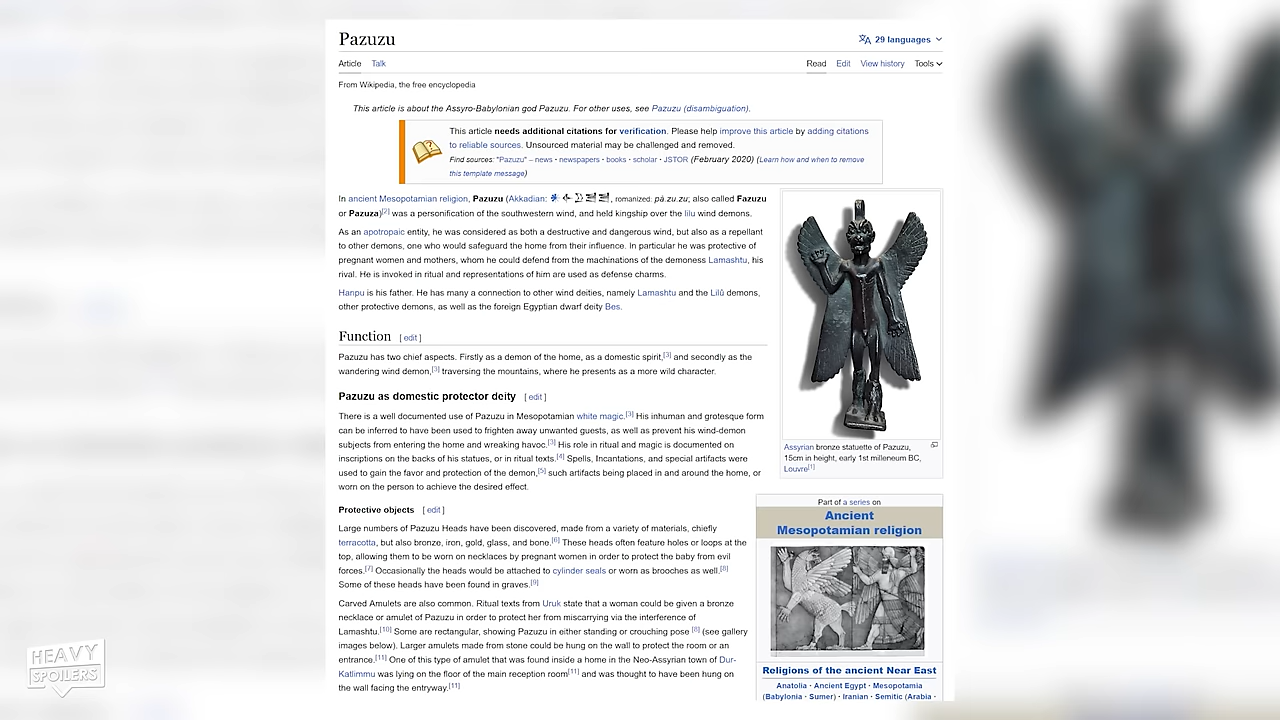 Pazuzu
29 languages
Article Talk
Read Edit View history Tools
From Wikipedia, the free encyclopedia
This article is about the Assyro-Babylonian god Pazuzu. For other uses, see Pazuzu (disambiguation).
This article needs additional citations for verification. Please help improve this article by adding citations
to reliable sources. Unsourced material may be challenged and removed.
Find sources: "Pazuzu" – news · newspapers · books · scholar · JSTOR (February 2020) (Learn how and when to remove
this template message)
In ancient Mesopotamian religion, Pazuzu (Akkadian: , romanized: pà.zu.zu; also called Fazuzu
or Pazuza)[2] was a personification of the southwestern wind, and held kingship over the lilu wind demons.
As an apotropaic entity, he was considered as both a destructive and dangerous wind, but also as a repellant
to other demons, one who would safeguard the home from their influence. In particular he was protective of
pregnant women and mothers, whom he could defend from the machinations of the demoness Lamashtu, his
rival. He is invoked in ritual and representations of him are used as defense charms.
Hanpu is his father. He has many a connection to other wind deities, namely Lamashtu and the Lilû demons,
other protective demons, as well as the foreign Egyptian dwarf deity Bes.
Function [ edit ]
Pazuzu has two chief aspects. Firstly as a demon of the home, as a domestic spirit,[3] and secondly as the
wandering wind demon,[3] traversing the mountains, where he presents as a more wild character.
Pazuzu as domestic protector deity [ edit ]
There is a well documented use of Pazuzu in Mesopotamian white magic.[3] His inhuman and grotesque form
can be inferred to have been used to frighten away unwanted guests, as well as prevent his wind-demon
subjects from entering the home and wreaking havoc.[3] His role in ritual and magic is documented on
inscriptions on the backs of his statues, or in ritual texts.[4] Spells, Incantations, and special artifacts were
used to gain the favor and protection of the demon,[5] such artifacts being placed in and around the home, or
worn on the person to achieve the desired effect.
Protective objects [ edit ]
Large numbers of Pazuzu Heads have been discovered, made from a variety of materials, chiefly
terracotta, but also bronze, iron, gold, glass, and bone.[6] These heads often feature holes or loops at the
top, allowing them to be worn on necklaces by pregnant women in order to protect the baby from evil
forces.[7] Occasionally the heads would be attached to cylinder seals or worn as brooches as well.[8]
Some of these heads have been found in graves.[9]
Carved Amulets are also common. Ritual texts from Uruk state that a woman could be given a bronze
necklace or amulet of Pazuzu in order to protect her from miscarrying via the interference of
Lamashtu.[10] Some are rectangular, showing Pazuzu in either standing or crouching pose [8] (see gallery
images below). Larger amulets made from stone could be hung on the wall to protect the room or an
entrance.[11] One of this type of amulet that was found inside a home in the Neo-Assyrian town of Dur-
Katlimmu was lying on the floor of the main reception room[11] and was thought to have been hung on
the wall facing the entryway.[11]
Assyrian bronze statuette of Pazuzu,
15cm in height, early 1st milleneum BC,
Louvre[1]
Part of a series on
Ancient
Mesopotamian religion
Religions of the ancient Near East
Anatolia · Ancient Egypt · Mesopotamia
(Babylonia · Sumer) · Iranian · Semitic (Arabia ·
HEAVY
SPOILERS